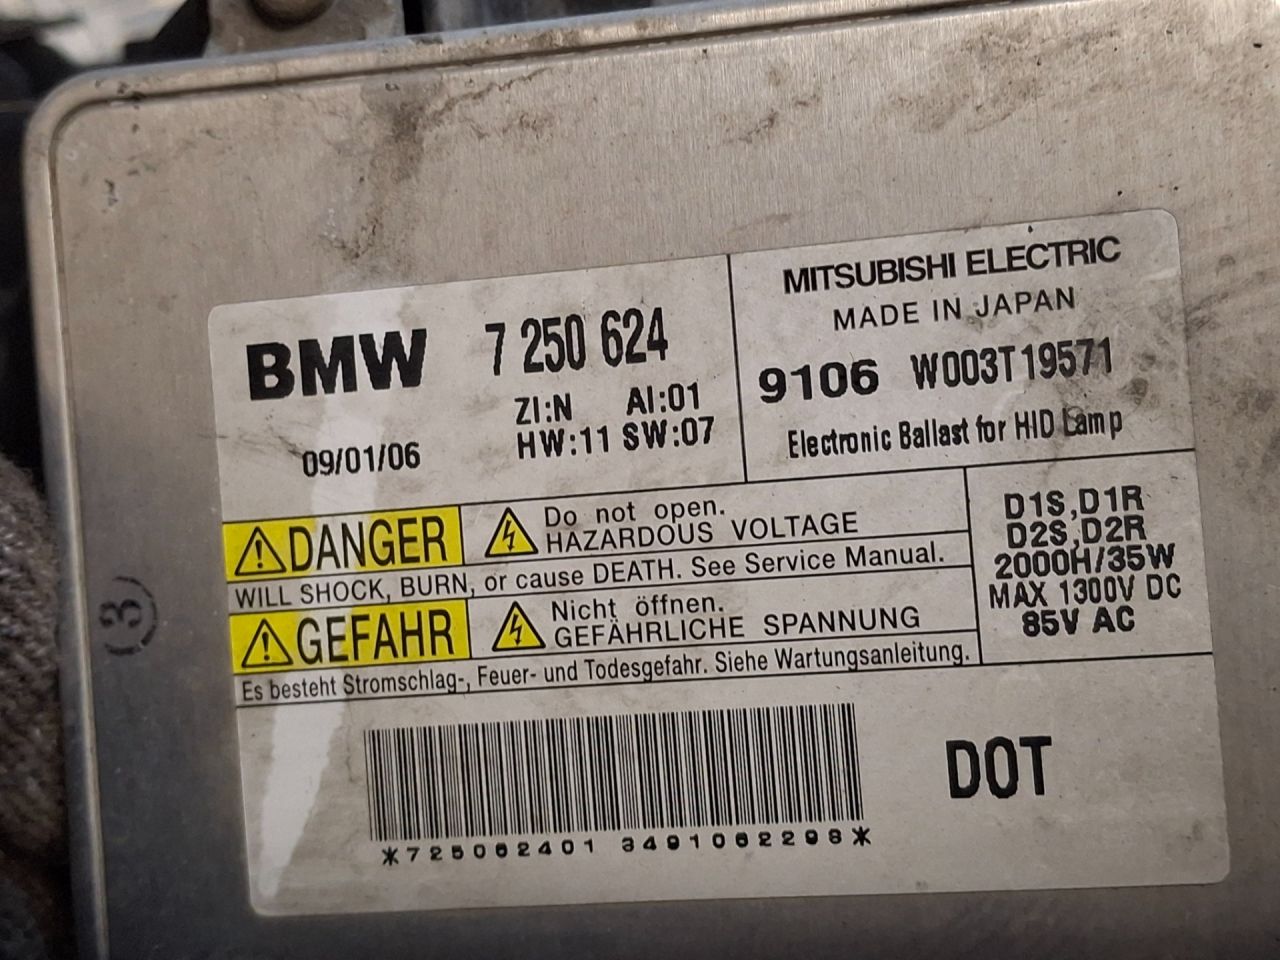 BMW 7 250 624
ZI:N AI:01
HW:11 SW:07
09/01/06
MITSUBISHI ELECTRIC
MADE IN JAPAN
9106 W003T19571
Electronic Ballast for HID Lamp
DANGER Do not open.
HAZARDOUS VOLTAGE
WILL SHOCK, BURN, or cause DEATH. See Service Manual.
GEFAHR Nicht öffnen.
GEFÄHRLICHE SPANNUNG
Es besteht Stromschlag-, Feuer- und Todesgefahr. Siehe Wartungsanleitung.
D1S,D1R
D2S,D2R
2000H/35W
MAX 1300V DC
85V AC
(3)
DOT
*725062401 3491062298*